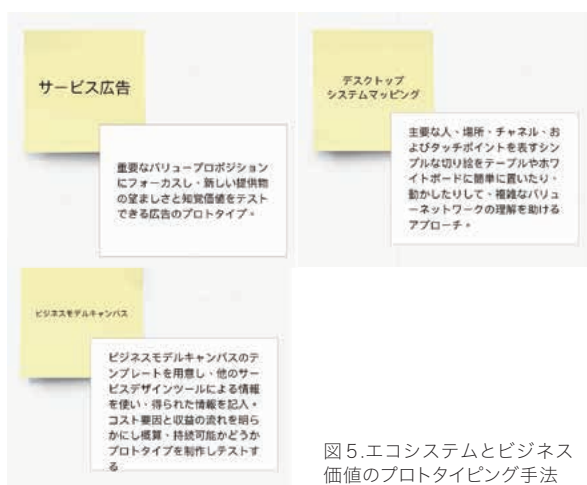 サービス広告
重要なバリュープロポジション
にフォーカスし、新しい提供物
の望ましさと知覚価値をテスト
できる広告のプロトタイプ。
デスクトップ
システムマッピング
主要な人、場所・チャネル、お
よびタッチポイントを表すシン
プルな切り絵をテーブルやホワ
イトボードに簡単に置いたり、
動かしたりして、複雑なバリュ
ーネットワークの理解を助ける
アプローチ。
ビジネスモデルキャンバス
ビジネスモデルキャンバスのテ
ンプレートを用意し、他のサー
ビスデザインツールによる情報
を使い、得られた情報を記入。
コスト要因と収益の流れを明ら
かにし概算、持続可能かどうか
プロトタイプを制作しテストす
る
図5.エコシステムとビジネス
価値のプロトタイピング手法